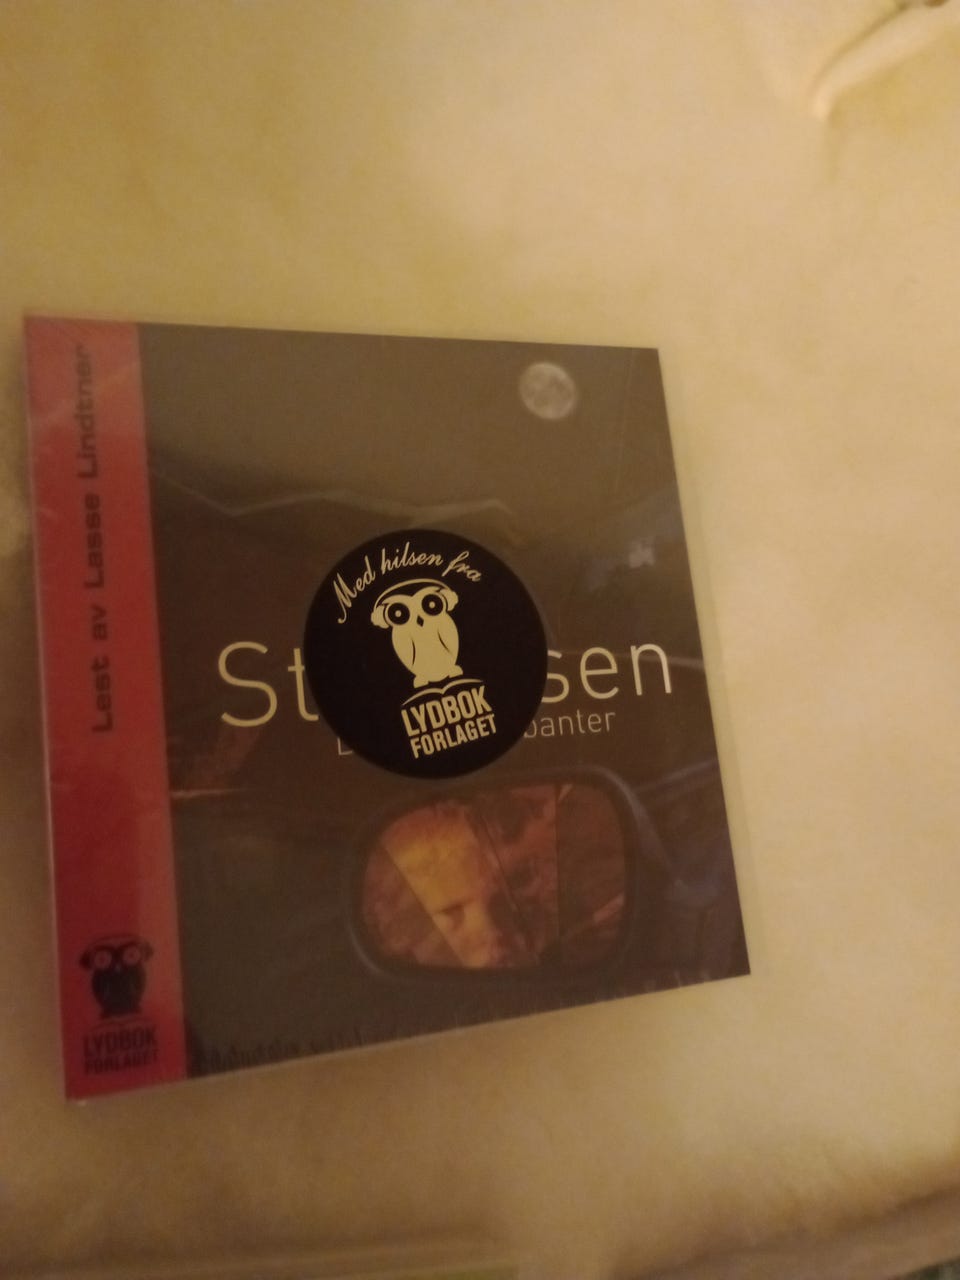 Lest av Lasse Lindtner
Med hilsen fra
LYDBOK
FORLAGET
St sen
banter
LYDBOK
FORLAGET